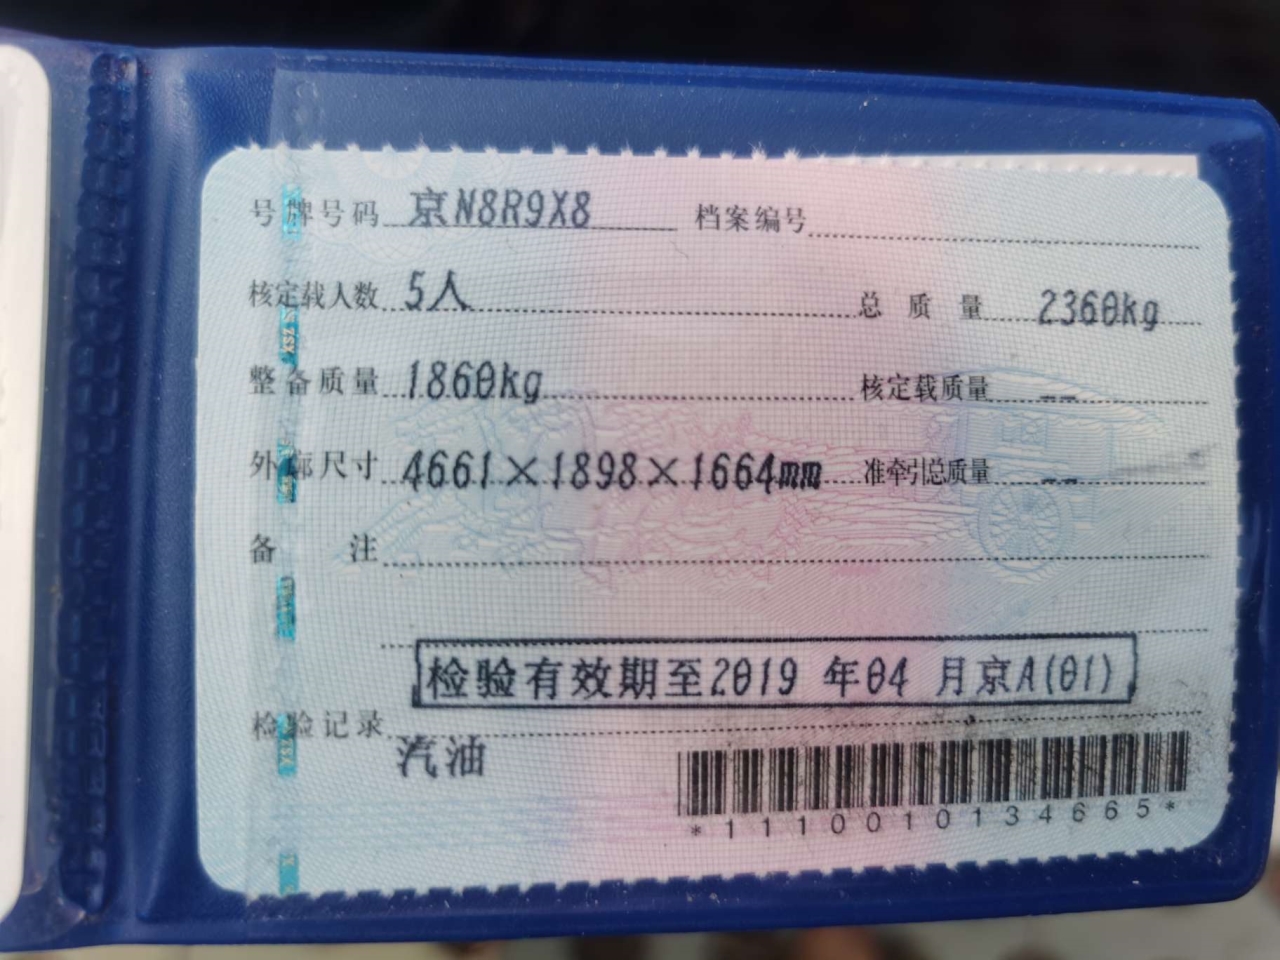 号牌号码 京N8R9X8 档案编号
核定载人数 5人 总质量 2360kg
整备质量 1860kg 核定载质量 --
外廓尺寸 4661×1898×1664mm 准牵引总质量 --
备注
检验有效期至2019 年04 月京A(01)
检验记录
汽油
*1110010134665*